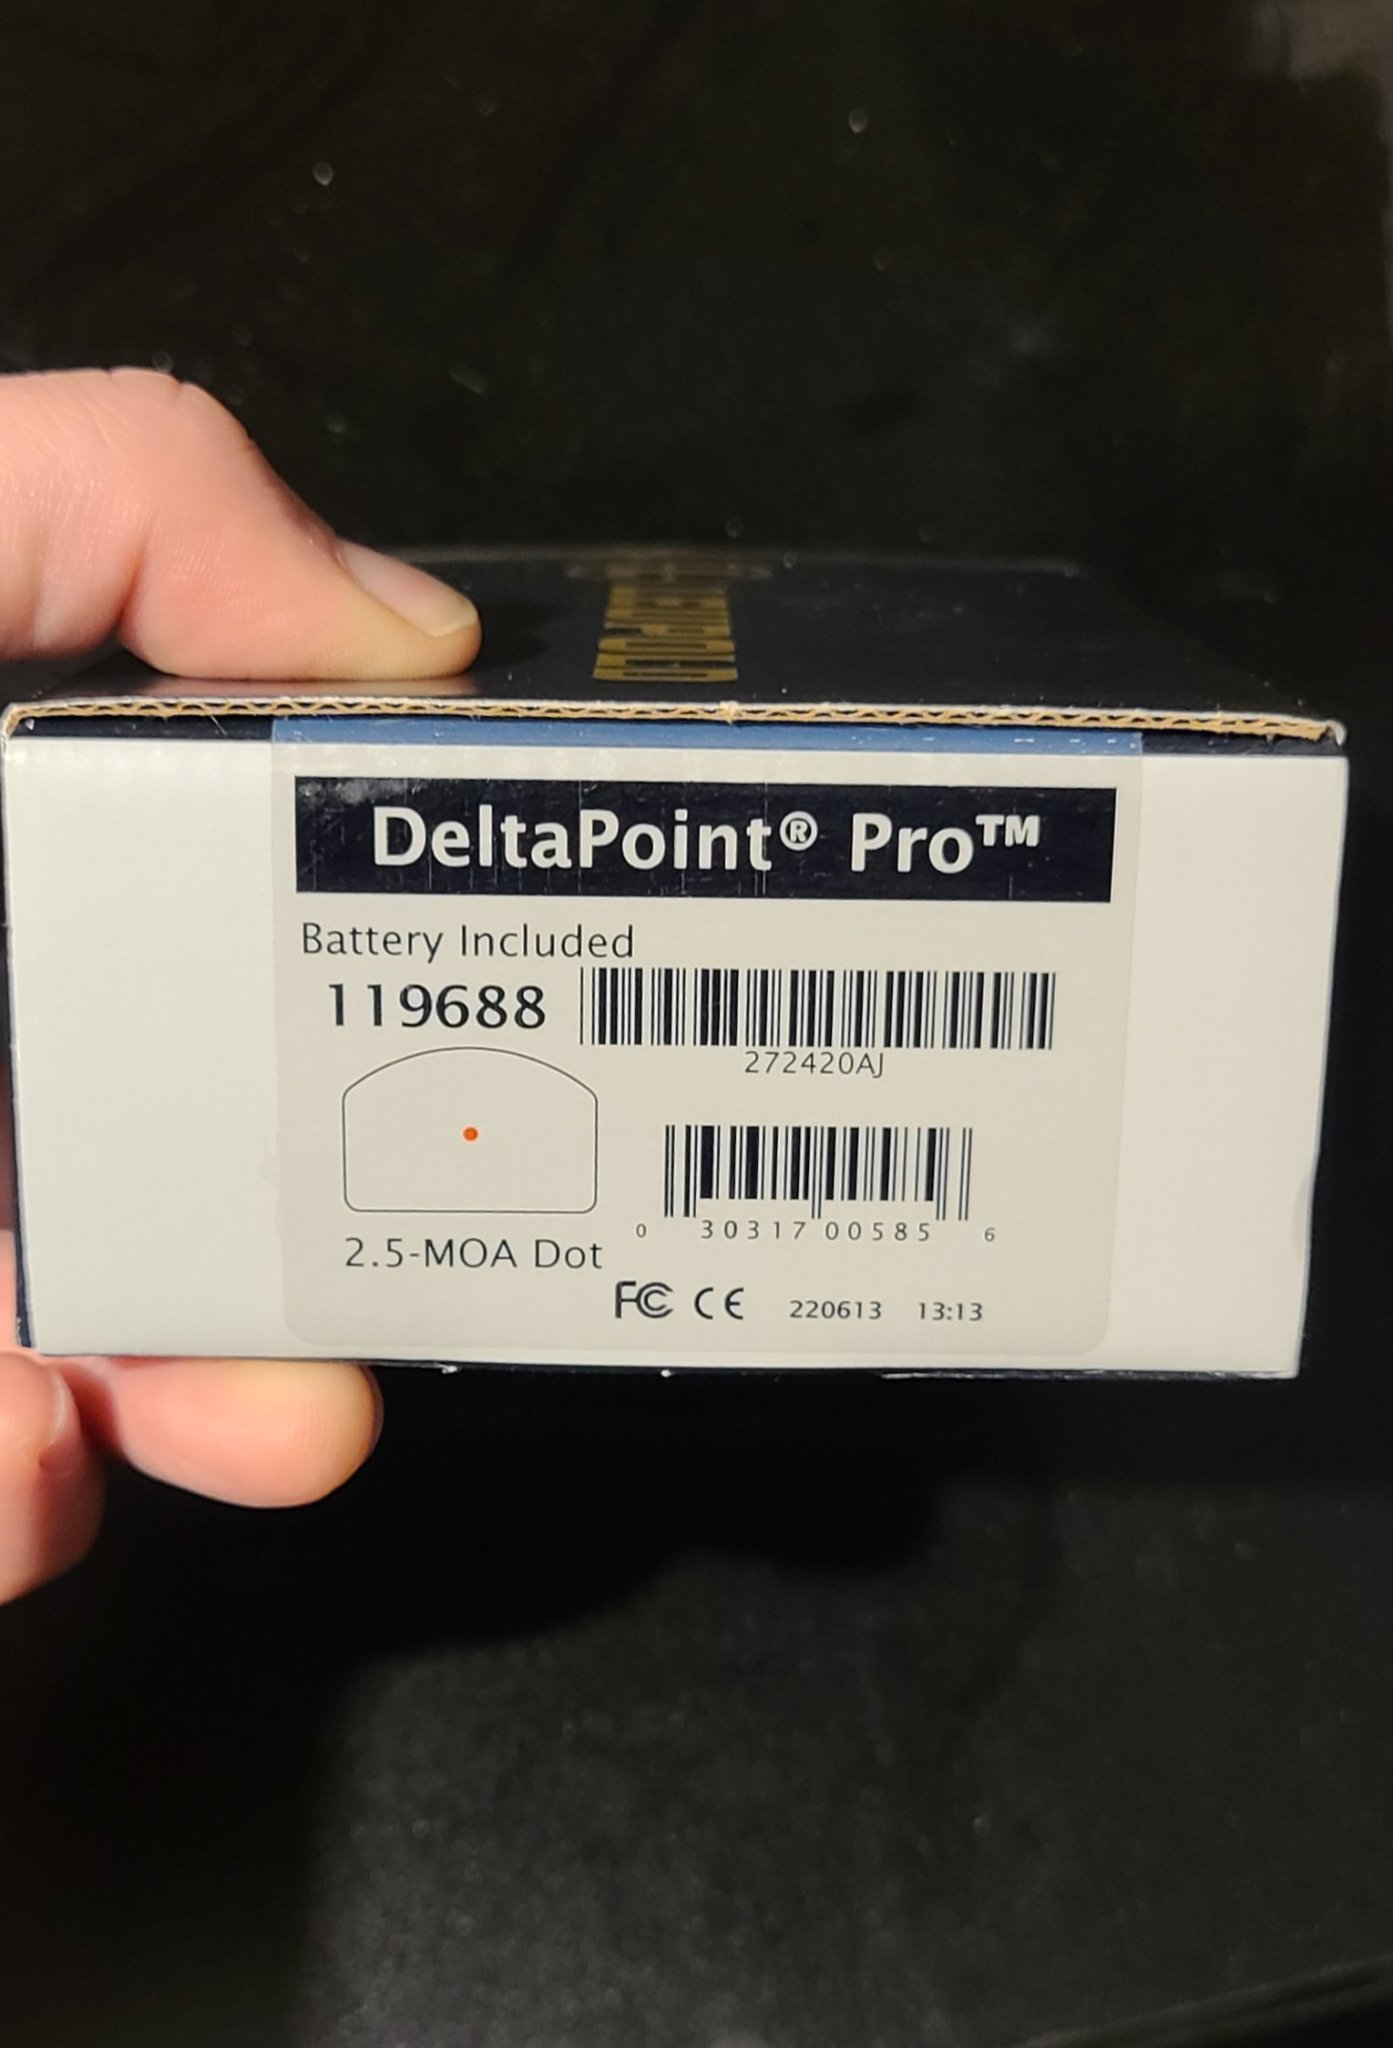 DeltaPoint® Pro™
Battery Included
119688
272420AJ
2.5-MOA Dot
0 30317 00585 6
FC CE 220613 13:13